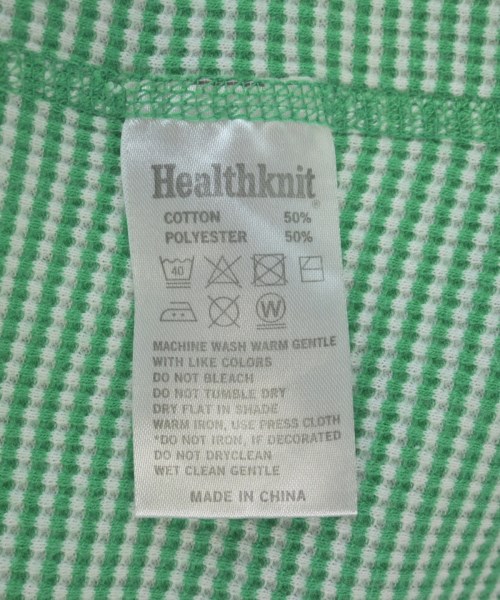 Healthknit®
COTTON 50%
POLYESTER 50%
40
W
MACHINE WASH WARM GENTLE
WITH LIKE COLORS
DO NOT BLEACH
DO NOT TUMBLE DRY
DRY FLAT IN SHADE
WARM IRON, USE PRESS CLOTH
*DO NOT IRON, IF DECORATED
DO NOT DRYCLEAN
WET CLEAN GENTLE
MADE IN CHINA